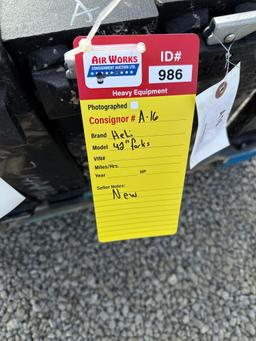 A
AIR WORKS
CONSIGNMENT AUCTION LTD.
ID#
986
Heavy Equipment
Photographed
Consignor # A-16
Brand Heli
Model 42" forks
VIN#
Miles/Hrs.
Year HP
Seller Notes:
New